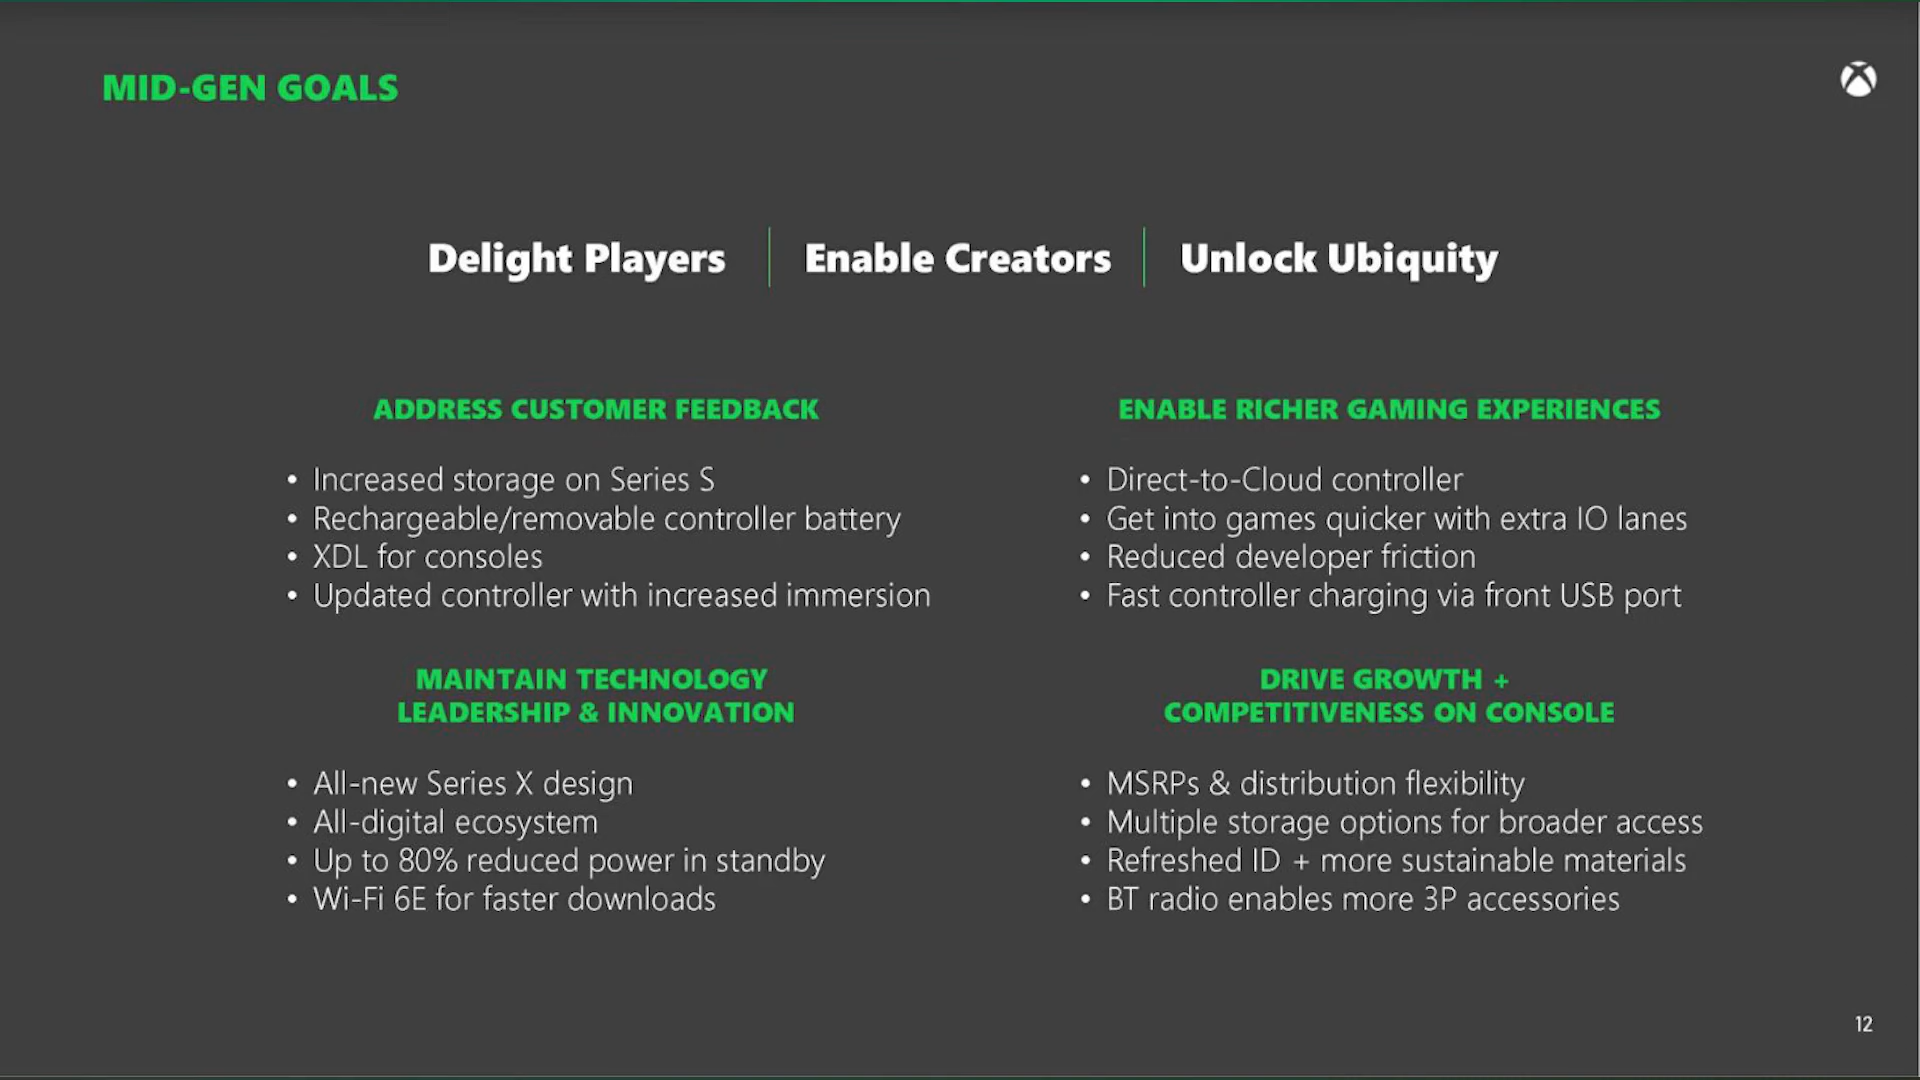 MID-GEN GOALS
Delight Players
Enable Creators
Unlock Ubiquity
ADDRESS CUSTOMER FEEDBACK
• Increased storage on Series S
• Rechargeable/removable controller battery
• XDL for consoles
• Updated controller with increased immersion
ENABLE RICHER GAMING EXPERIENCES
• Direct-to-Cloud controller
• Get into games quicker with extra IO lanes
• Reduced developer friction
• Fast controller charging via front USB port
MAINTAIN TECHNOLOGY
LEADERSHIP & INNOVATION
• All-new Series X design
• All-digital ecosystem
• Up to 80% reduced power in standby
• Wi-Fi 6E for faster downloads
DRIVE GROWTH +
COMPETITIVENESS ON CONSOLE
• MSRPs & distribution flexibility
• Multiple storage options for broader access
• Refreshed ID + more sustainable materials
• BT radio enables more 3P accessories
12